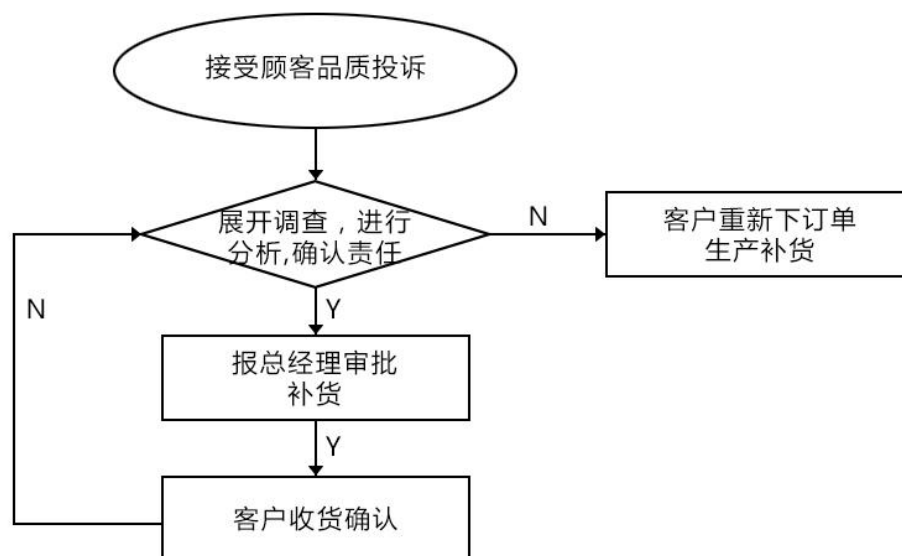 接受顾客品质投诉
展开调查，进行
分析,确认责任
N
客户重新下订单
生产补货
N
Y
报总经理审批
补货
Y
客户收货确认